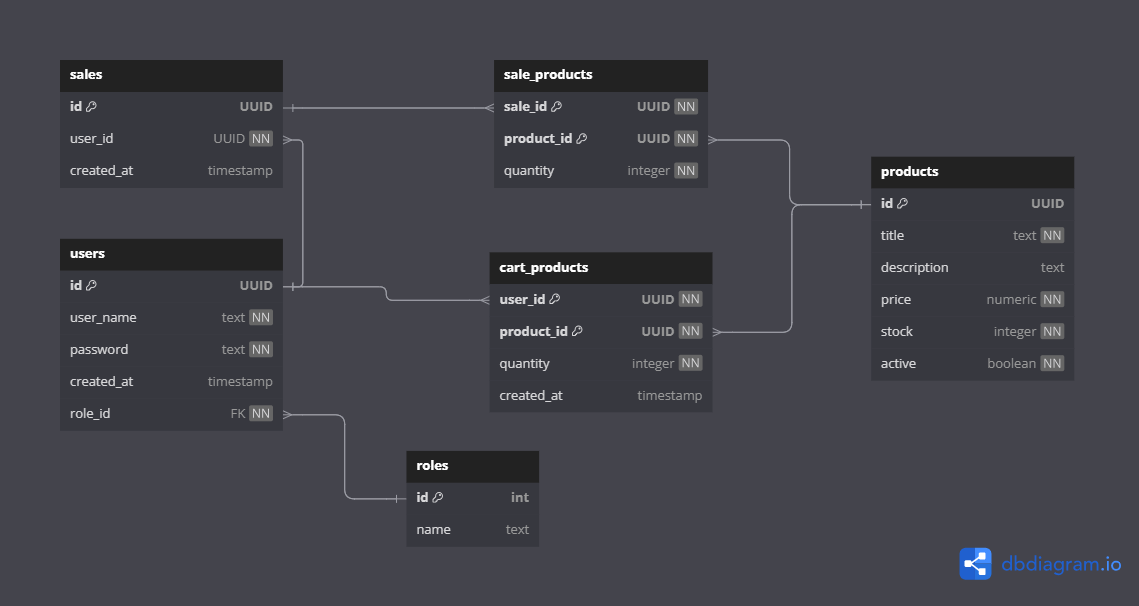 sales
id UUID
user_id UUID NN
created_at timestamp
users
id UUID
user_name text NN
password text NN
created_at timestamp
role_id FK NN
sale_products
sale_id UUID NN
product_id UUID NN
quantity integer NN
cart_products
user_id UUID NN
product_id UUID NN
quantity integer NN
created_at timestamp
roles
id int
name text
products
id UUID
title text NN
description text
price numeric NN
stock integer NN
active boolean NN
dbdiagram.io